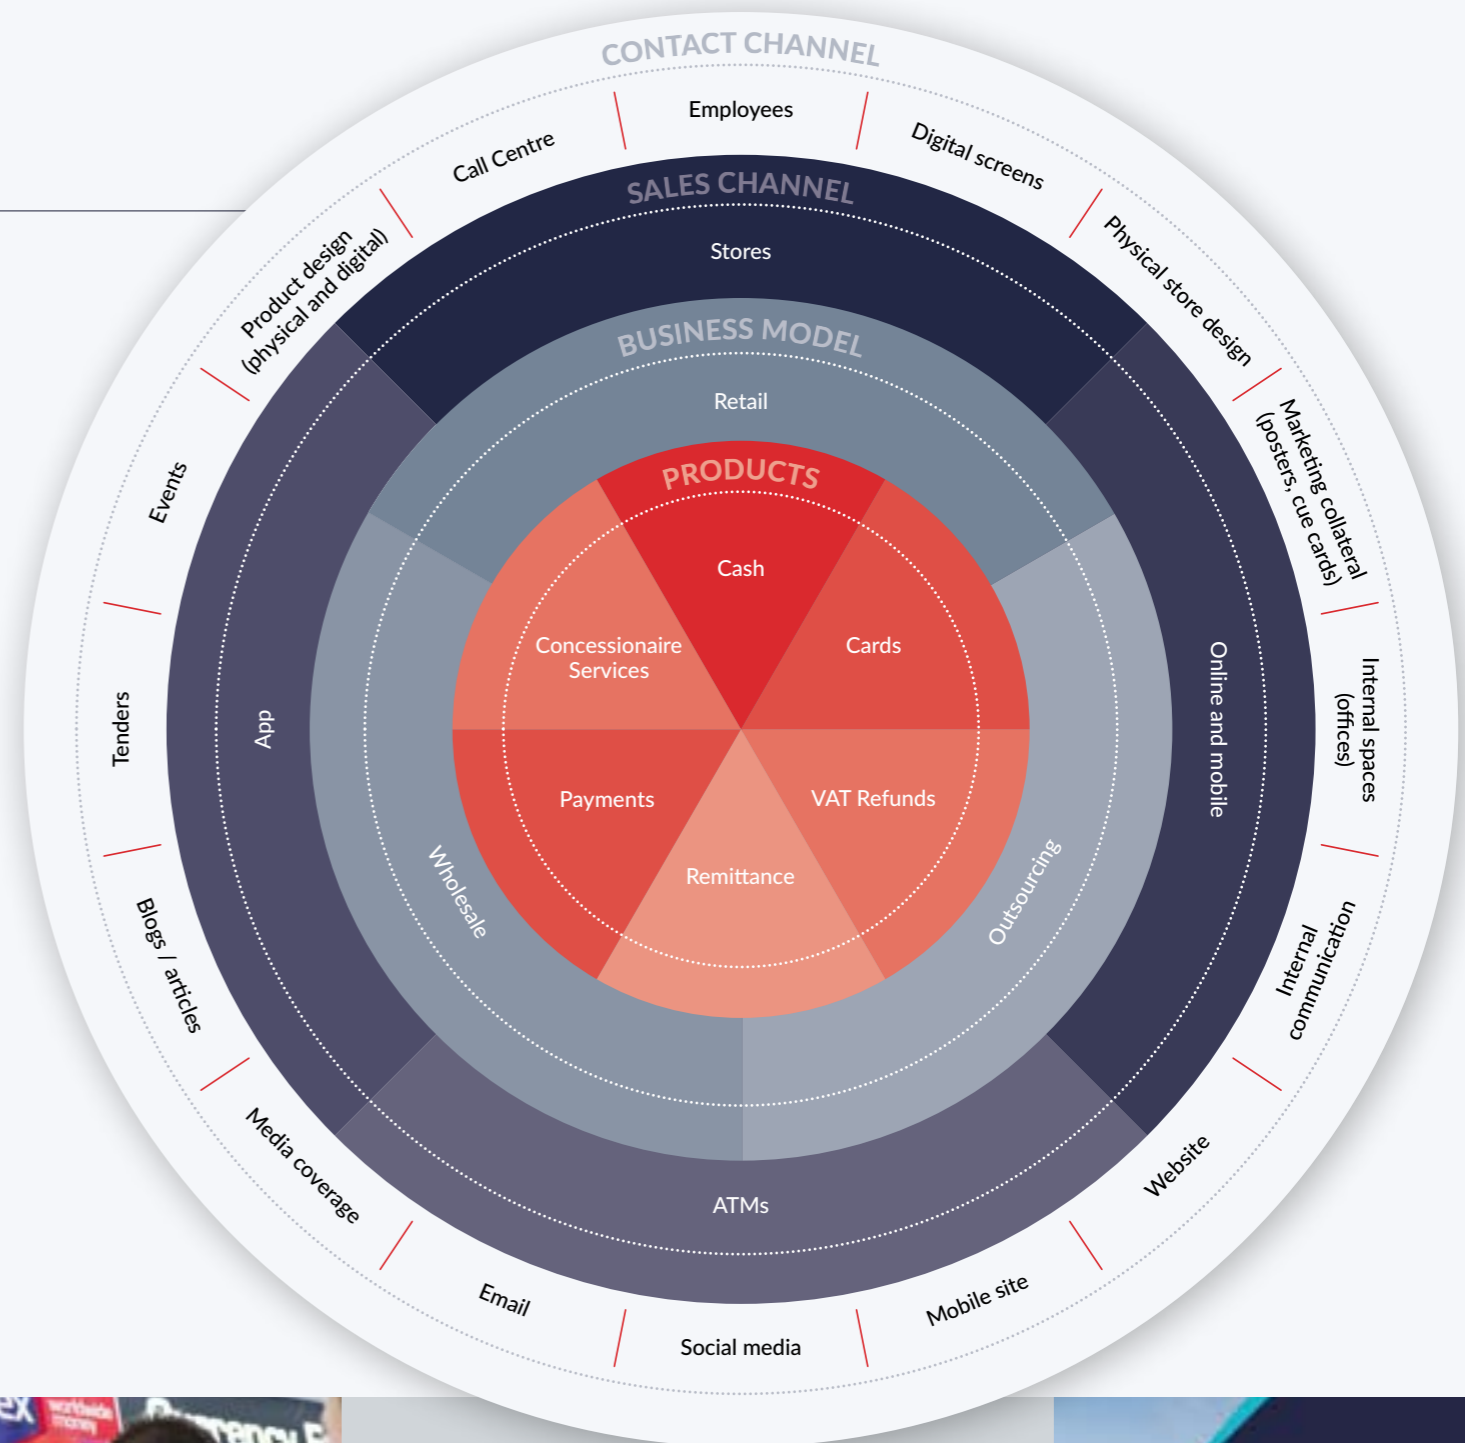 CONTACT CHANNEL
Employees
Digital screens
Physical store design
Marketing collateral
(posters, cue cards)
Internal spaces
(offices)
Internal
communication
Website
Mobile site
Social media
Email
Media coverage
Blogs / articles
Tenders
Events
Product design
(physical and digital)
Call Centre
SALES CHANNEL
Stores
Online and mobile
ATMs
App
BUSINESS MODEL
Retail
Outsourcing
Wholesale
PRODUCTS
Cash
Cards
VAT Refunds
Remittance
Payments
Concessionaire
Services
worldwide
money